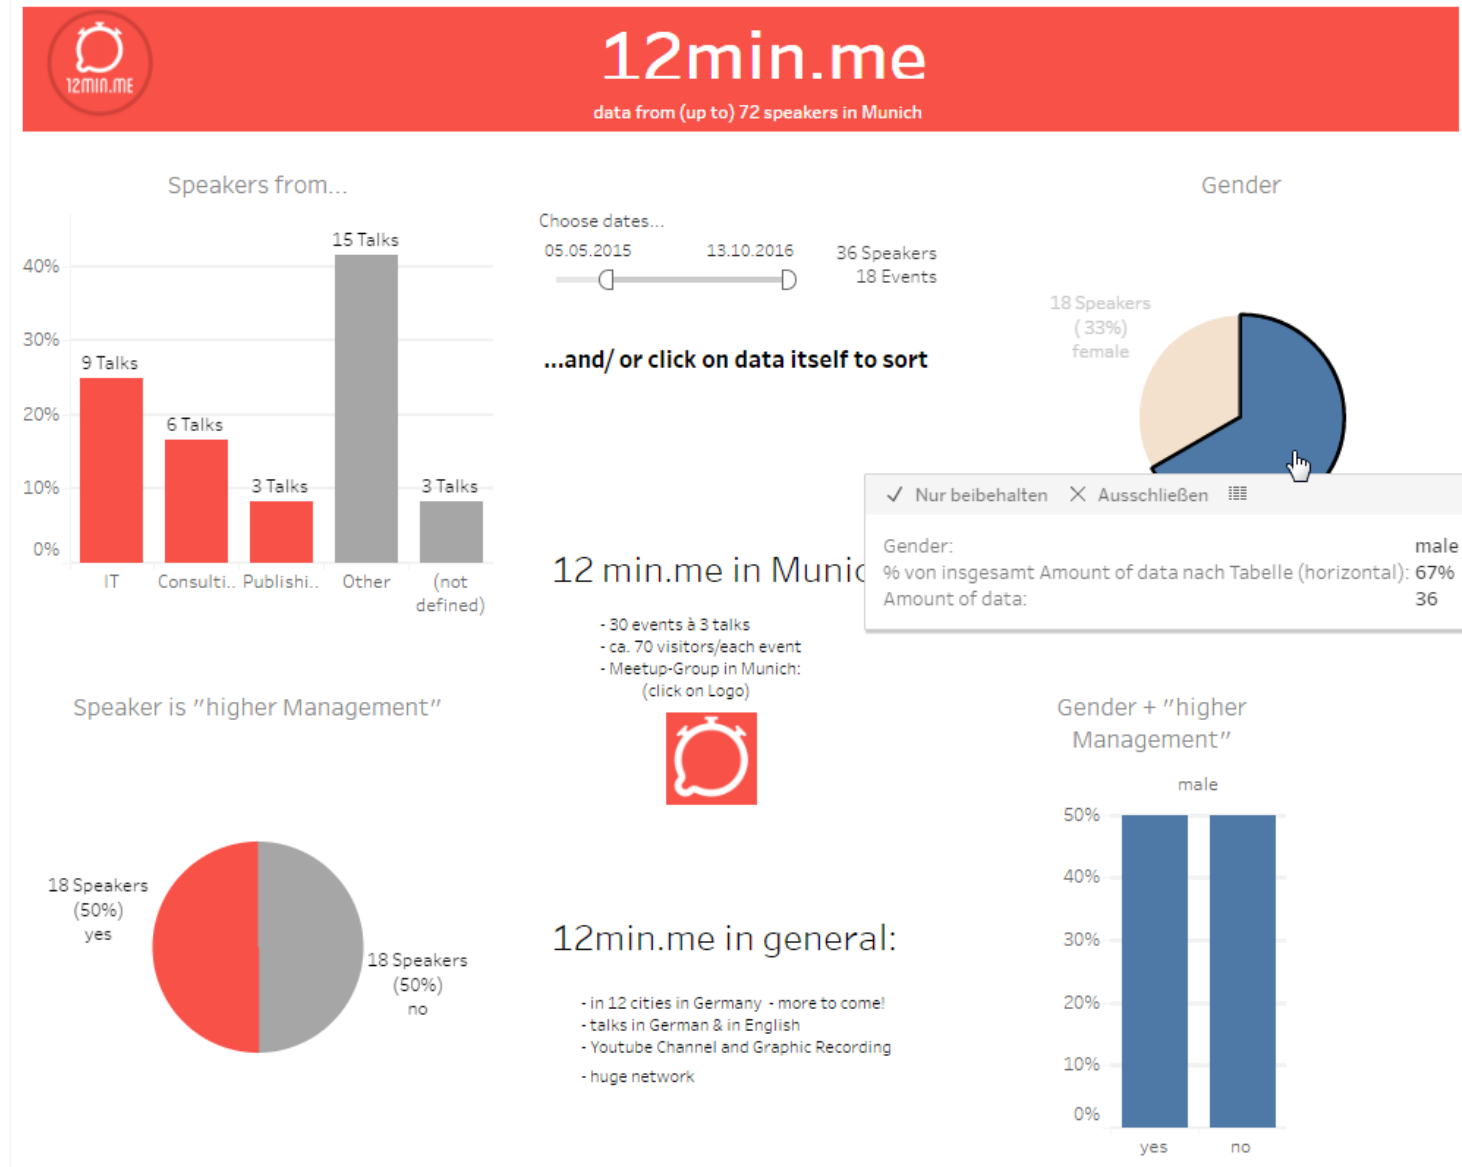 12MIN.ME
12min.me
data from (up to) 72 speakers in Munich
Speakers from...
40%
30%
20%
10%
0%
15 Talks
9 Talks
6 Talks
3 Talks
3 Talks
IT
Consulti..
Publishi..
Other
(not
defined)
Choose dates...
05.05.2015
13.10.2016
36 Speakers
18 Events
...and/ or click on data itself to sort
Gender
18 Speakers
( 33%)
female
Nur beibehalten
Ausschließen
Gender: male
% von insgesamt Amount of data nach Tabelle (horizontal): 67%
Amount of data: 36
12 min.me in Munic
- 30 events à 3 talks
- ca. 70 visitors/each event
- Meetup-Group in Munich:
(click on Logo)
Speaker is "higher Management"
18 Speakers
(50%)
yes
18 Speakers
(50%)
no
12min.me in general:
- in 12 cities in Germany - more to come!
- talks in German & in English
- Youtube Channel and Graphic Recording
- huge network
Gender + "higher
Management"
male
50%
40%
30%
20%
10%
0%
yes
no